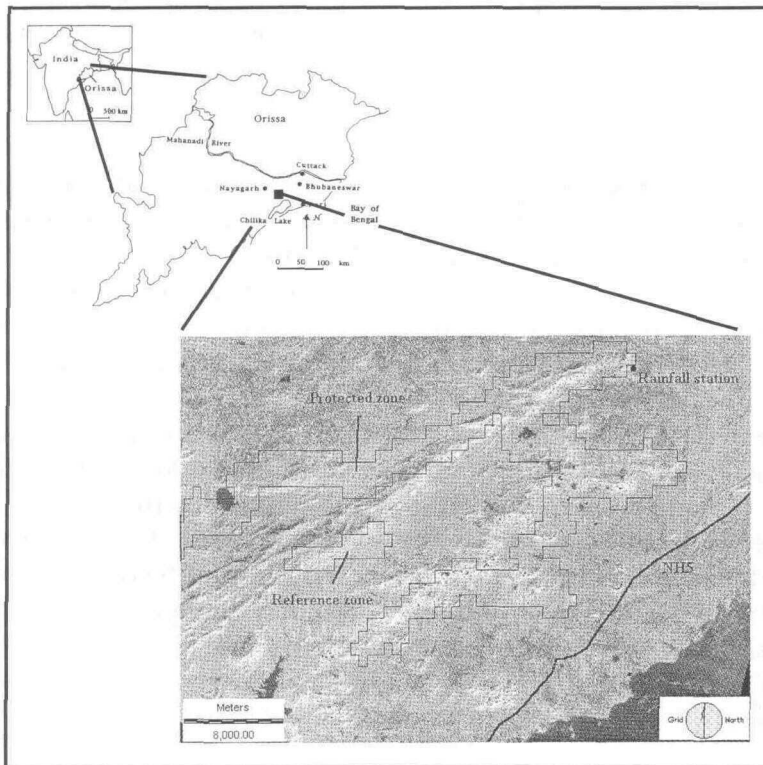 India
Orissa
0 500 km
Orissa
Mahanadi River
Cuttack
Nayagarh
Bhubaneswar
Bay of
Bengal
Chilika Lake
N
0 50 100 km
Rainfall station
Protected zone
NH5
Reference zone
Meters
8,000.00
Grid North